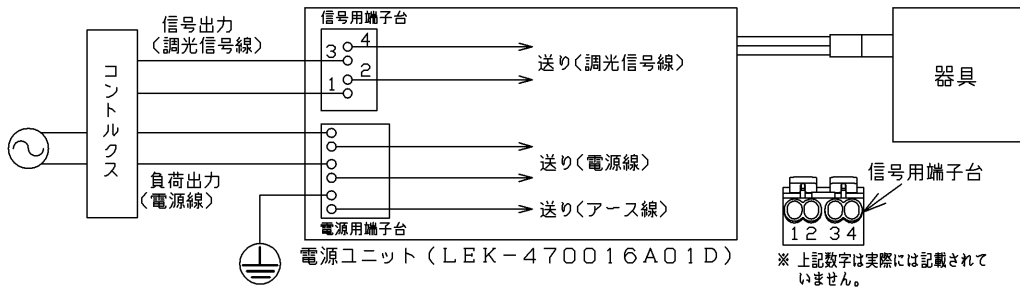 信号出力
(調光信号線)
コントルクス
負荷出力
(電源線)
信号用端子台
4
3
2
1
電源用端子台
送り(調光信号線)
送り(電源線)
送り(アース線)
電源ユニット(LEK-470016A01D)
器具
信号用端子台
1 2 3 4
※ 上記数字は実際には記載されて
いません。